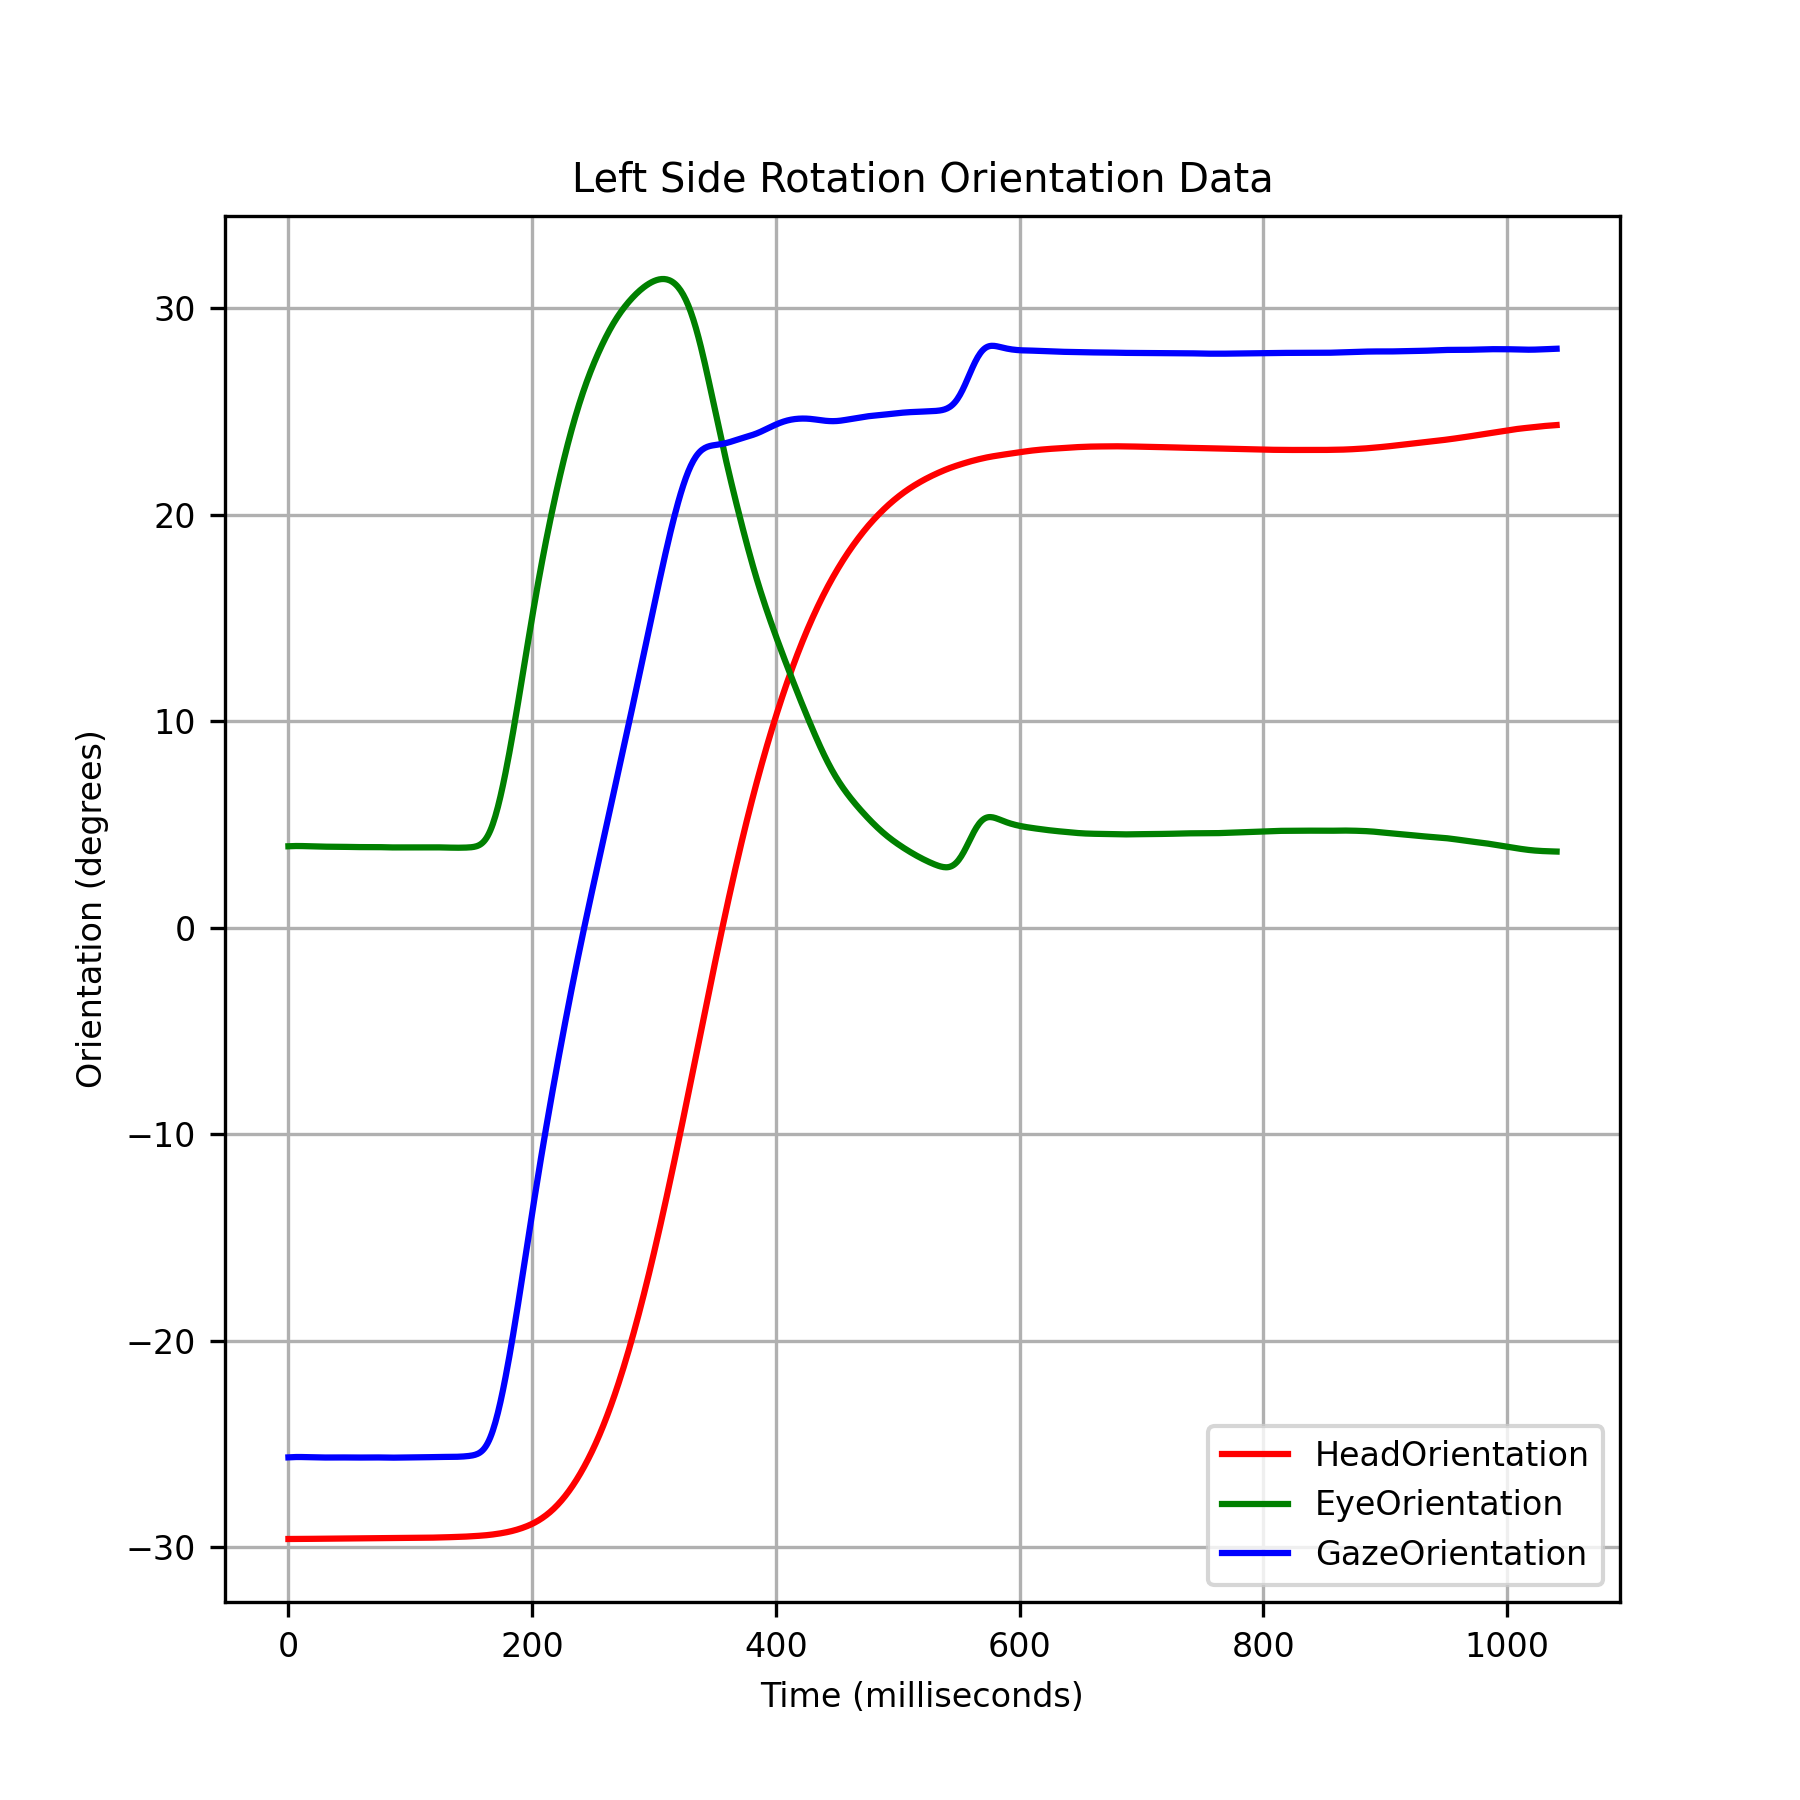 Left Side Rotation Orientation Data
Orientation (degrees)
30
20
10
0
−10
−20
−30
HeadOrientation
EyeOrientation
GazeOrientation
0 200 400 600 800 1000
Time (milliseconds)